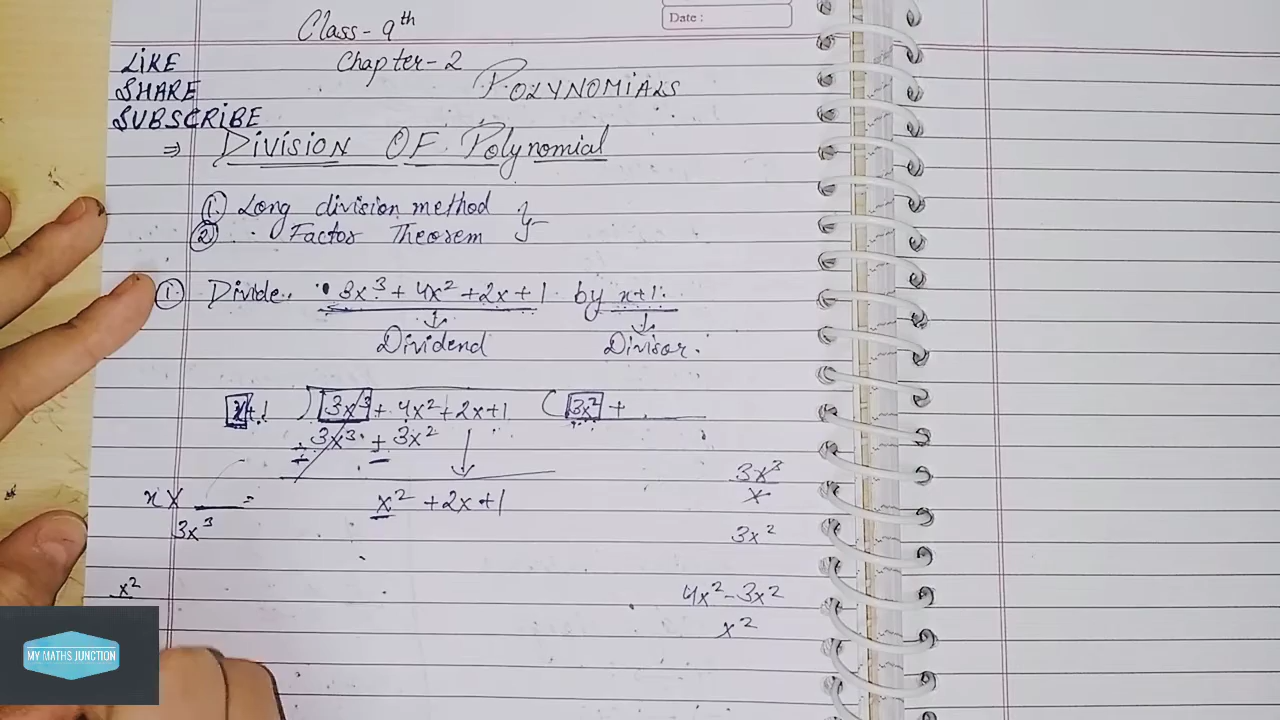 Date :
Class-9th
LIKE
Chapter-2
SHARE
POLYNOMIALS
SUBSCRIBE
⇒ Division OF Polynomial
① Long division method
② Factor Theorem
① Divide 3x³ + 4x² + 2x + 1 by x+1.
Dividend Divisor.
x+1 ) 3x³ + 4x² + 2x + 1 ( 3x² +
3x³ + 3x²
3x³
x
x × =
x² + 2x + 1
3x³
3x²
x²
4x² - 3x²
x²
MY MATHS JUNCTION